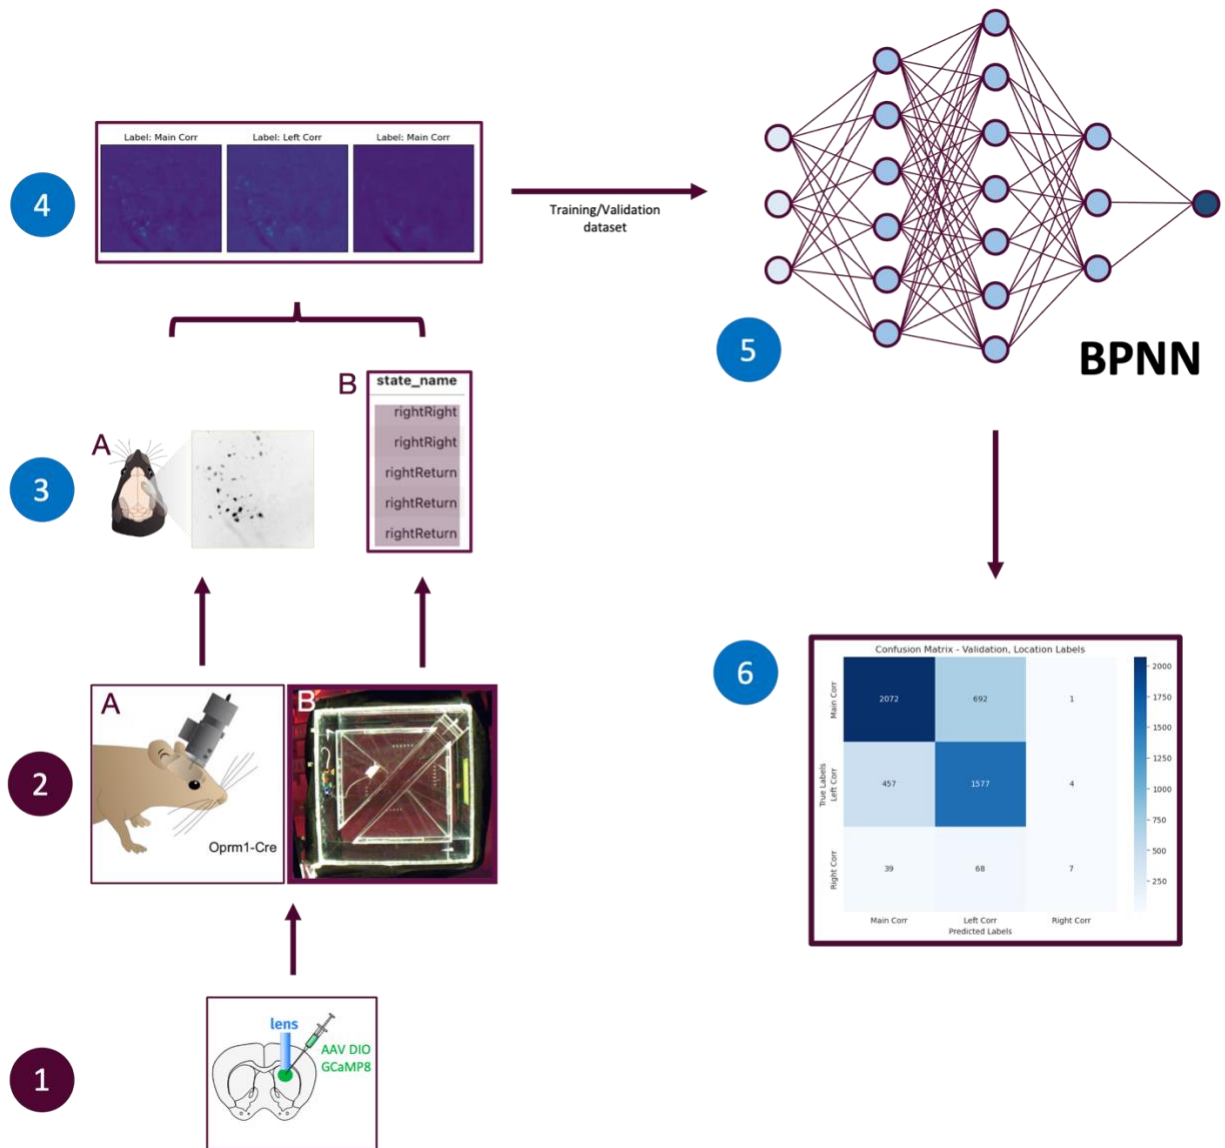 4
Label: Main Corr
Label: Left Corr
Label: Main Corr
Training/Validation
dataset
5
BPNN
3
A
B
state_name
rightRight
rightRight
rightReturn
rightReturn
rightReturn
2
A
Oprm1-Cre
B
6
Confusion Matrix - Validation, Location Labels
True Labels
Main Corr
Left Corr
Right Corr
2072 692 1
457 1577 4
39 68 7
Main Corr Left Corr Right Corr
Predicted Labels
2000
1750
1500
1250
1000
750
500
250
1
lens
AAV DIO
GCaMP8